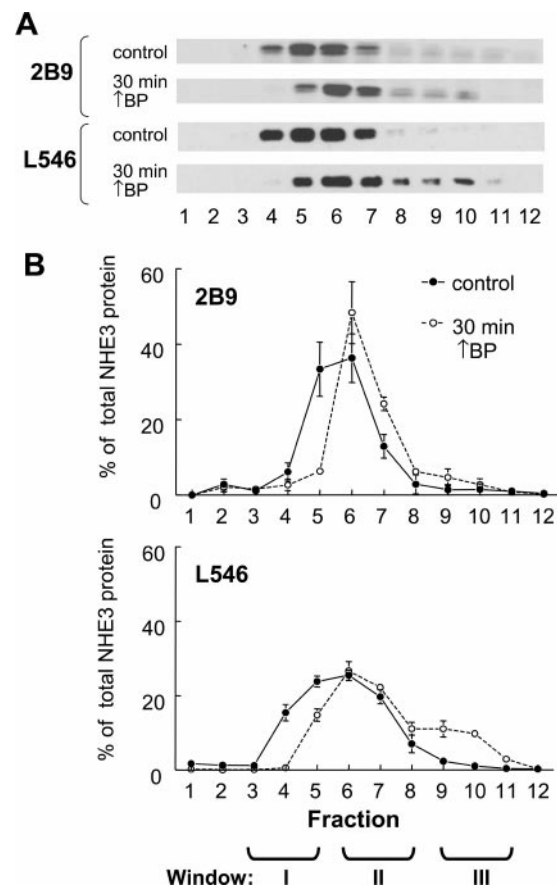 A
2B9
control
30 min
↑BP
L546
control
30 min
↑BP
1 2 3 4 5 6 7 8 9 10 11 12
B
60
40
20
0
% of total NHE3 protein
2B9
control
30 min
↑BP
1 2 3 4 5 6 7 8 9 10 11 12
60
40
20
0
% of total NHE3 protein
L546
1 2 3 4 5 6 7 8 9 10 11 12
Fraction
Window: I II III